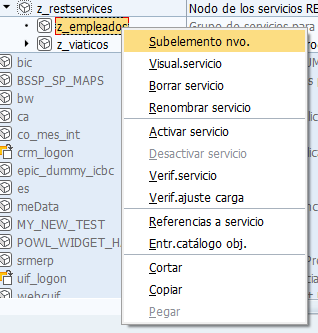 z_restservices Nodo de los servicios RE
z_empleados Grupo de servicios para
z_viaticos
bic
BSSP_SP_MAPS
bw
ca
co_mes_int
crm_logon
epic_dummy_icbc
es
meData
MY_NEW_TEST
POWL_WIDGET_H
srmerp
uif_logon
webcuif
Subelemento nvo.
Visual.servicio
Borrar servicio
Renombrar servicio
Activar servicio
Desactivar servicio
Verif.servicio
Verif.ajuste carga
Referencias a servicio
Entr.catálogo obj.
Cortar
Copiar
Pegar